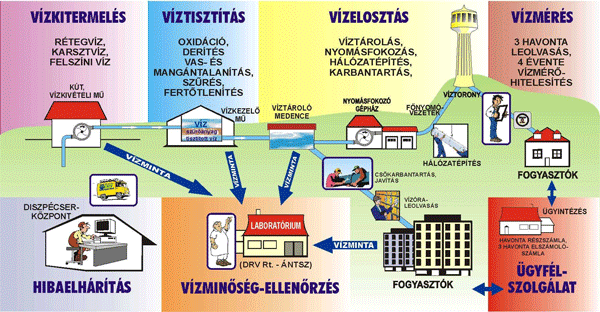 VÍZKITERMELÉS
RÉTEGVÍZ,
KARSZTVÍZ,
FELSZÍNI VÍZ
KÚT,
VÍZKIVÉTELI MŰ
VÍZTISZTÍTÁS
OXIDÁCIÓ,
DERÍTÉS
VAS- ÉS
MANGÁNTALANÍTÁS,
SZŰRÉS,
FERTŐTLENÍTÉS
VÍZKEZELŐ
MŰ
VÍZ
tisztított víz
VÍZELOSZTÁS
VÍZTÁROLÁS,
NYOMÁSFOKOZÁS,
HÁLÓZATÉPÍTÉS,
KARBANTARTÁS,
VÍZTÁROLÓ
MEDENCE
NYOMÁSFOKOZÓ
GÉPHÁZ
FŐNYOMÓ-
VEZETÉK
VÍZTORONY
HÁLÓZATÉPÍTÉS
VÍZMÉRÉS
3 HAVONTA
LEOLVASÁS,
4 ÉVENTE
VÍZMÉRŐ-
HITELESÍTÉS
FOGYASZTÓK
VÍZMINTA
VÍZMINTA
VÍZMINTA
CSŐKARBANTARTÁS,
JAVÍTÁS
VÍZÓRA-
LEOLVASÁS
DISZPÉCSER-
KÖZPONT
HIBAELHÁRÍTÁS
LABORATÓRIUM
(DRV Rt. - ÁNTSZ)
VÍZMINŐSÉG-ELLENŐRZÉS
VÍZMINTA
FOGYASZTÓK
ÜGYINTÉZÉS
HAVONTA RÉSZSZÁMLA,
3 HAVONTA ELSZÁMOLÓ-
SZÁMLA
ÜGYFÉL-
SZOLGÁLAT